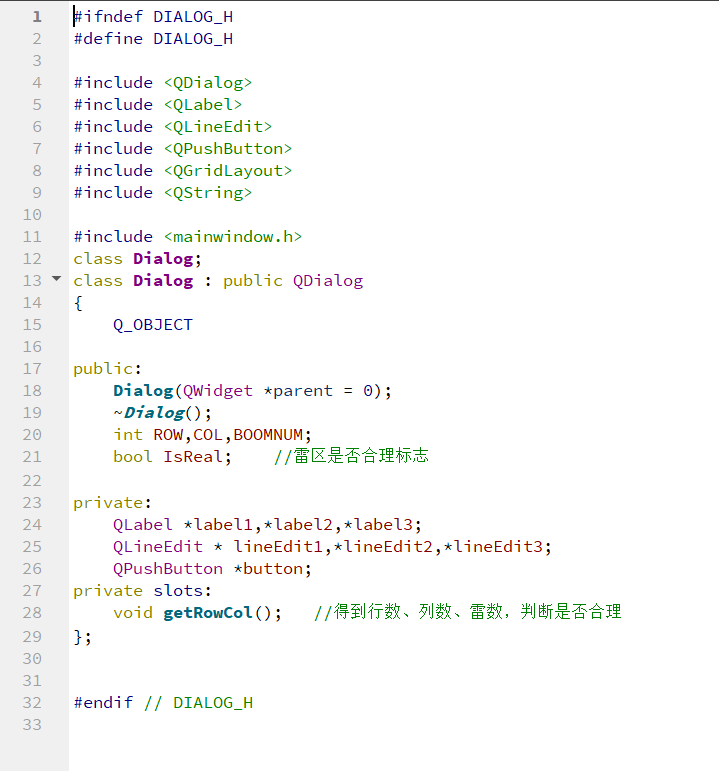 1 #ifndef DIALOG_H
2 #define DIALOG_H
3
4 #include <QDialog>
5 #include <QLabel>
6 #include <QLineEdit>
7 #include <QPushButton>
8 #include <QGridLayout>
9 #include <QString>
10
11 #include <mainwindow.h>
12 class Dialog;
13 class Dialog : public QDialog
14 {
15     Q_OBJECT
16
17 public:
18     Dialog(QWidget *parent = 0);
19     ~Dialog();
20     int ROW,COL,BOOMNUM;
21     bool IsReal;    //雷区是否合理标志
22
23 private:
24     QLabel *label1,*label2,*label3;
25     QLineEdit * lineEdit1,*lineEdit2,*lineEdit3;
26     QPushButton *button;
27 private slots:
28     void getRowCol();   //得到行数、列数、雷数，判断是否合理
29 };
30
31
32 #endif // DIALOG_H
33